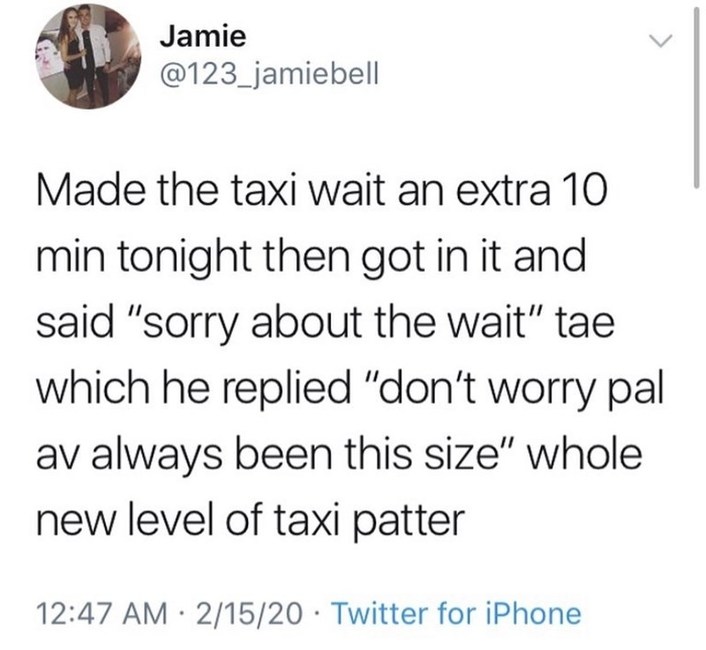 Jamie
@123_jamiebell
Made the taxi wait an extra 10
min tonight then got in it and
said "sorry about the wait" tae
which he replied "don't worry pal
av always been this size" whole
new level of taxi patter
12:47 AM · 2/15/20 · Twitter for iPhone